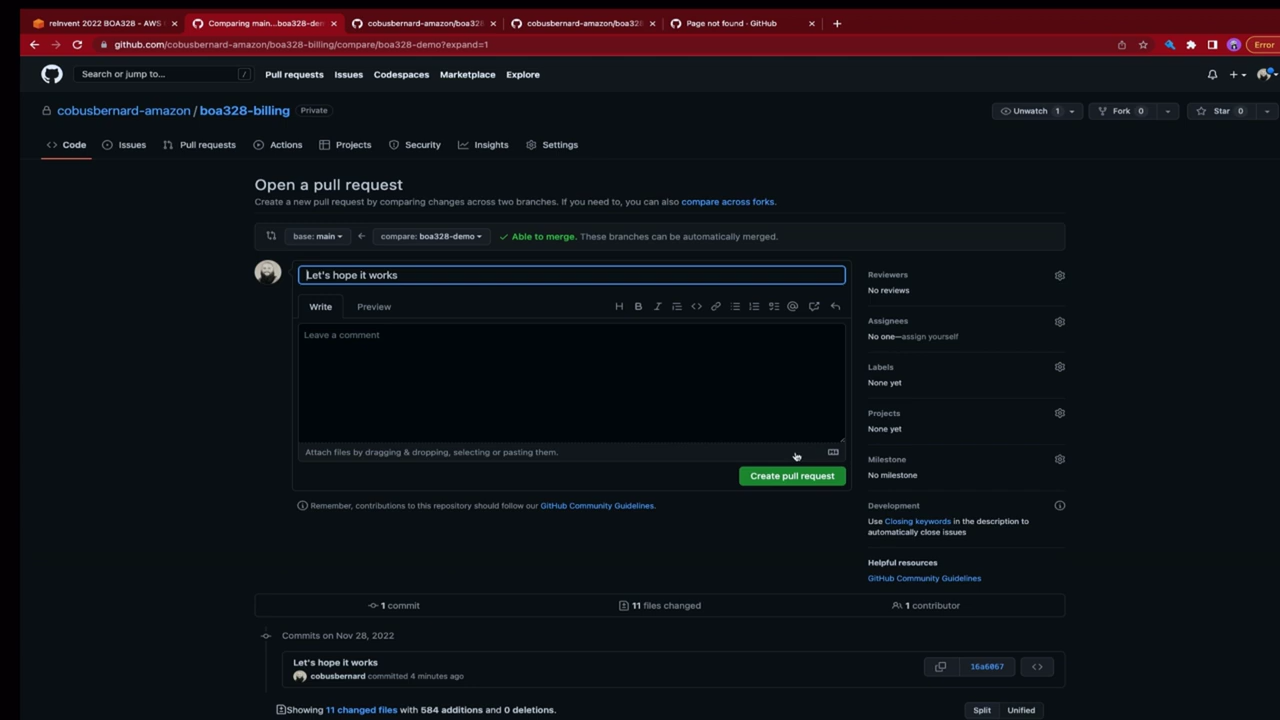 reInvent 2022 BOA328 - AWS
Comparing main...boa328-dem
cobusbernard-amazon/boa328
cobusbernard-amazon/boa328
Page not found · GitHub
github.com/cobusbernard-amazon/boa328-billing/compare/boa328-demo?expand=1
Error
Search or jump to...
/
Pull requests
Issues
Codespaces
Marketplace
Explore
cobusbernard-amazon / boa328-billing
Private
Unwatch 1
Fork 0
Star 0
Code
Issues
Pull requests
Actions
Projects
Security
Insights
Settings
Open a pull request
Create a new pull request by comparing changes across two branches. If you need to, you can also compare across forks.
base: main
compare: boa328-demo
Able to merge. These branches can be automatically merged.
Let's hope it works
Write
Preview
Leave a comment
Attach files by dragging & dropping, selecting or pasting them.
Create pull request
Remember, contributions to this repository should follow our GitHub Community Guidelines.
Reviewers
No reviews
Assignees
No one—assign yourself
Labels
None yet
Projects
None yet
Milestone
No milestone
Development
Use Closing keywords in the description to
automatically close issues
Helpful resources
GitHub Community Guidelines
1 commit
11 files changed
1 contributor
Commits on Nov 28, 2022
Let's hope it works
cobusbernard committed 4 minutes ago
16a6067
Showing 11 changed files with 584 additions and 0 deletions.
Split
Unified